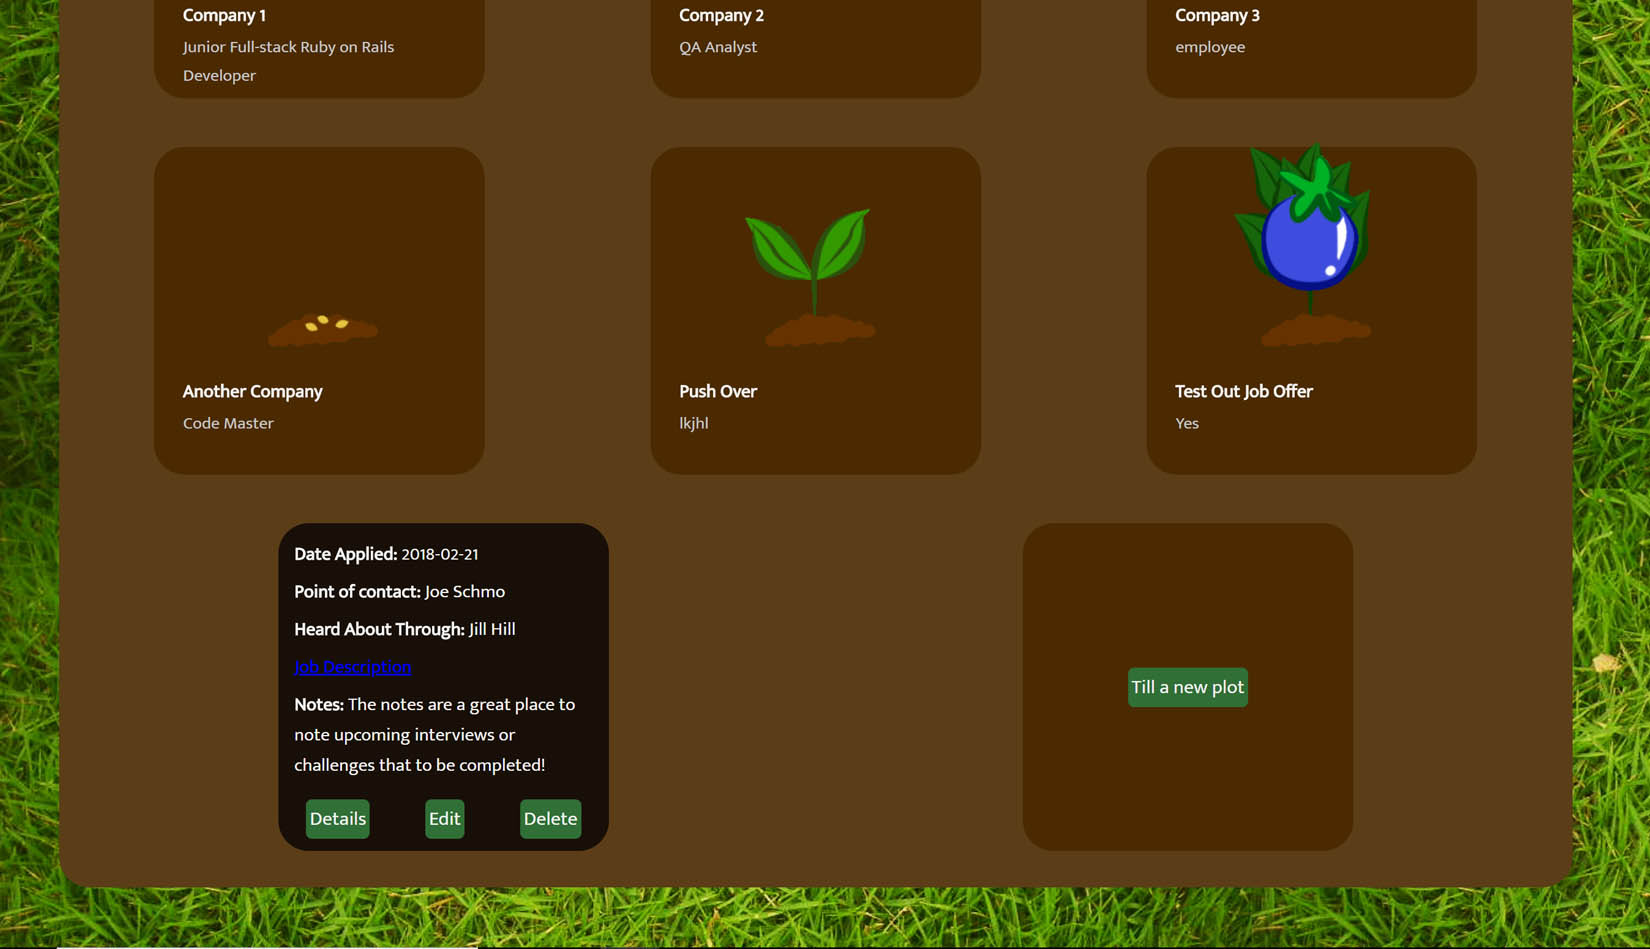 Company 1
Company 2
Company 3
Junior Full-stack Ruby on Rails
Developer
QA Analyst
employee
Another Company
Code Master
Push Over
lkjhl
Test Out Job Offer
Yes
Date Applied: 2018-02-21
Point of contact: Joe Schmo
Heard About Through: Jill Hill
Job Description
Notes: The notes are a great place to
note upcoming interviews or
challenges that to be completed!
Details
Edit
Delete
Till a new plot